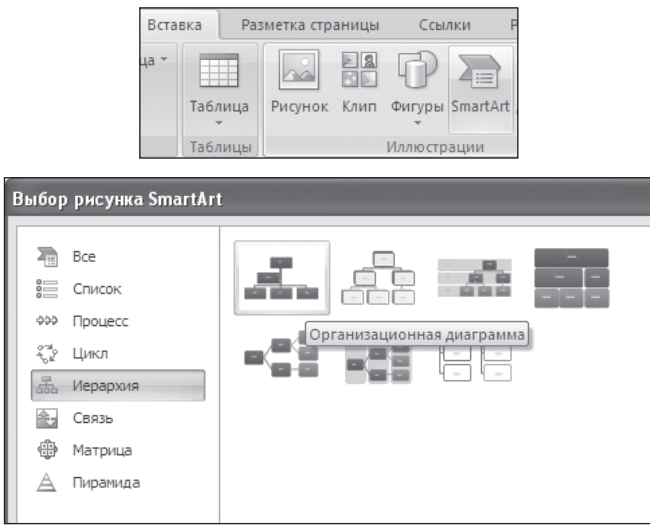 Вставка Разметка страницы Ссылки Р
ца
Таблица Рисунок Клип Фигуры SmartArt
Таблицы Иллюстрации
Выбор рисунка SmartArt
Все
Список
Процесс
Цикл
Иерархия
Связь
Матрица
Пирамида
Организационная диаграмма